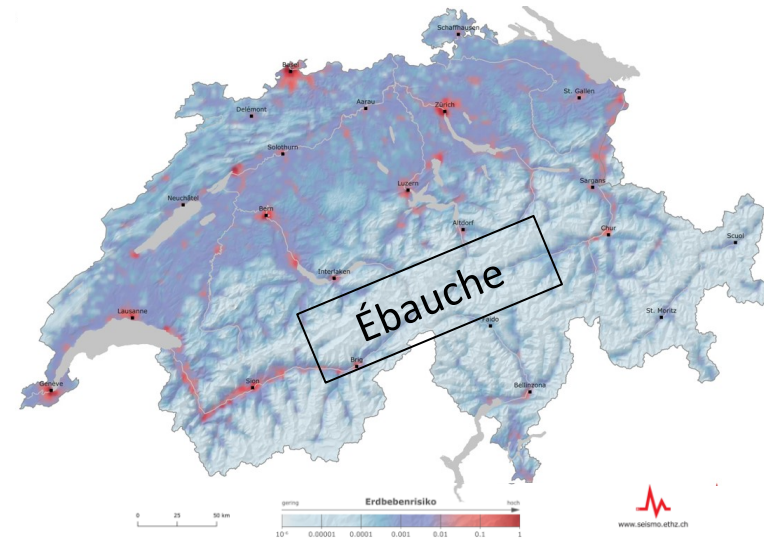 Schaffhausen
Basel
St. Gallen
Aarau
Zürich
Delémont
Solothurn
Luzern
Sargans
Neuchâtel
Bern
Altdorf
Chur
Scuol
Interlaken
Ébauche
Lausanne
St. Moritz
Faido
Brig
Genève
Sion
Bellinzona
Erdbebenrisiko
gering
hoch
0 25 50 km
0.00001 0.0001 0.001 0.01 0.1 1
www.seismo.ethz.ch